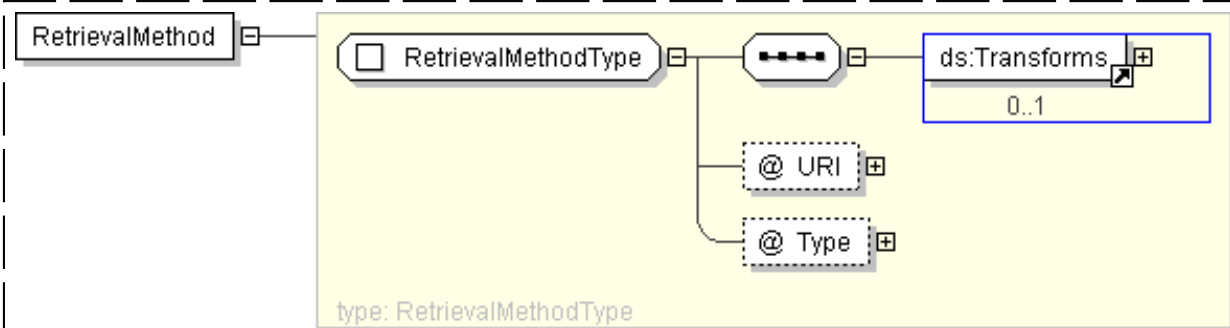 RetrievalMethod
RetrievalMethodType
ds:Transforms
0..1
@ URI
@ Type
type: RetrievalMethodType